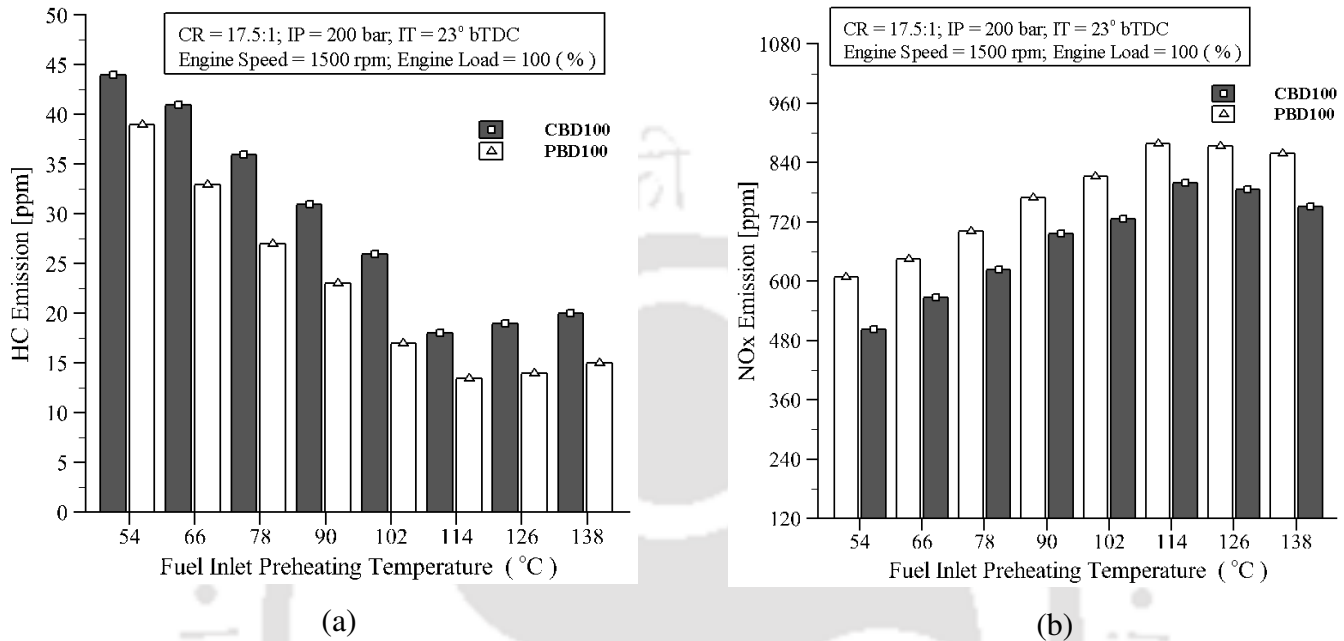 CR = 17.5:1; IP = 200 bar; IT = 23° bTDC
Engine Speed = 1500 rpm; Engine Load = 100 ( % )
CBD100
PBD100
HC Emission [ppm]
50
45
40
35
30
25
20
15
10
5
0
54 66 78 90 102 114 126 138
Fuel Inlet Preheating Temperature ( °C )
(a)
CR = 17.5:1; IP = 200 bar; IT = 23° bTDC
Engine Speed = 1500 rpm; Engine Load = 100 ( % )
CBD100
PBD100
NOx Emission [ppm]
1080
960
840
720
600
480
360
240
120
54 66 78 90 102 114 126 138
Fuel Inlet Preheating Temperature ( °C )
(b)